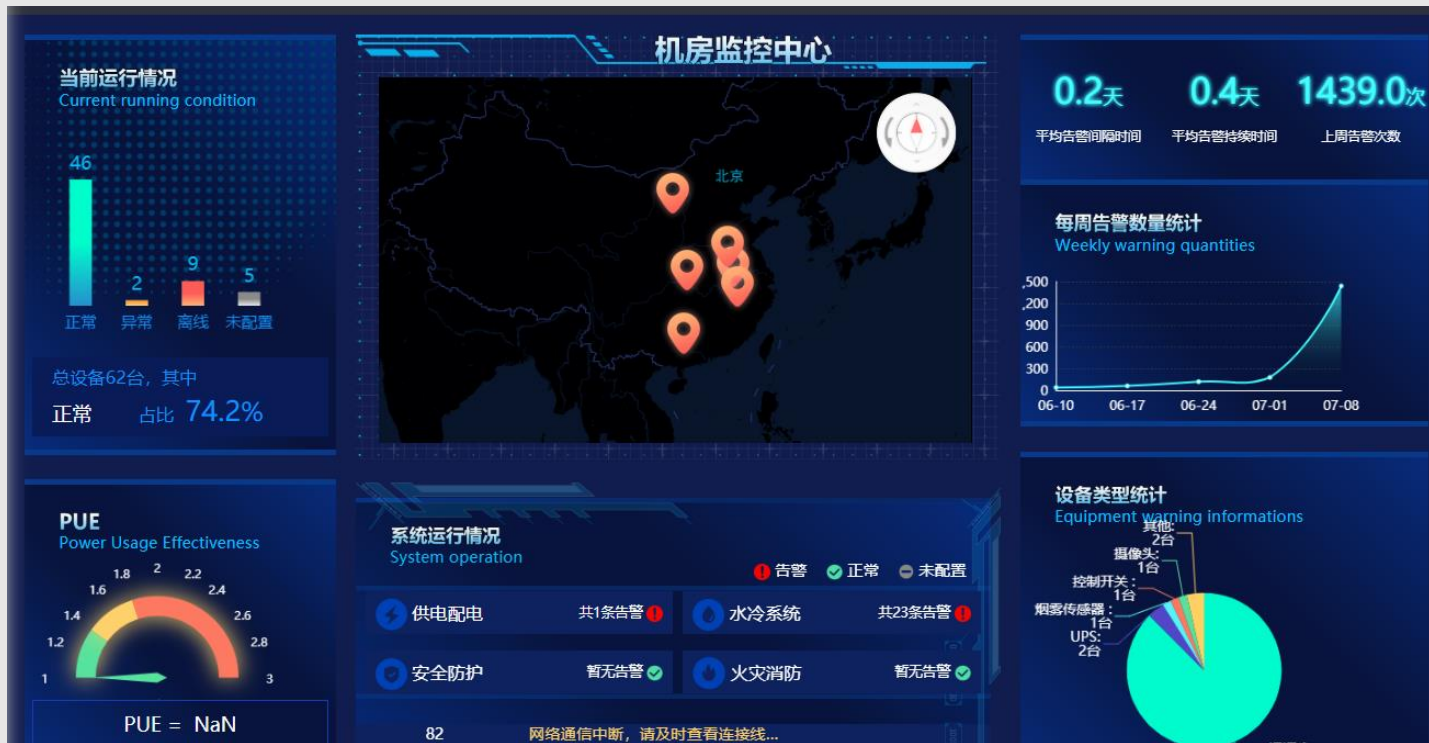 机房监控中心
当前运行情况
Current running condition
46
2
9
5
正常
异常
离线
未配置
总设备62台，其中
正常 占比 74.2%
PUE
Power Usage Effectiveness
1
1.2
1.4
1.6
1.8
2
2.2
2.4
2.6
2.8
3
PUE = NaN
北京
系统运行情况
System operation
告警 正常 未配置
供电配电 共1条告警
水冷系统 共23条告警
安全防护 暂无告警
火灾消防 暂无告警
82 网络通信中断，请及时查看连接线...
0.2天 0.4天 1439.0次
平均告警间隔时间 平均告警持续时间 上周告警次数
每周告警数量统计
Weekly warning quantities
,500
,200
900
600
300
0
06-10 06-17 06-24 07-01 07-08
设备类型统计
Equipment warning informations
其他:
2台
摄像头:
1台
控制开关：
1台
烟雾传感器：
1台
UPS:
2台